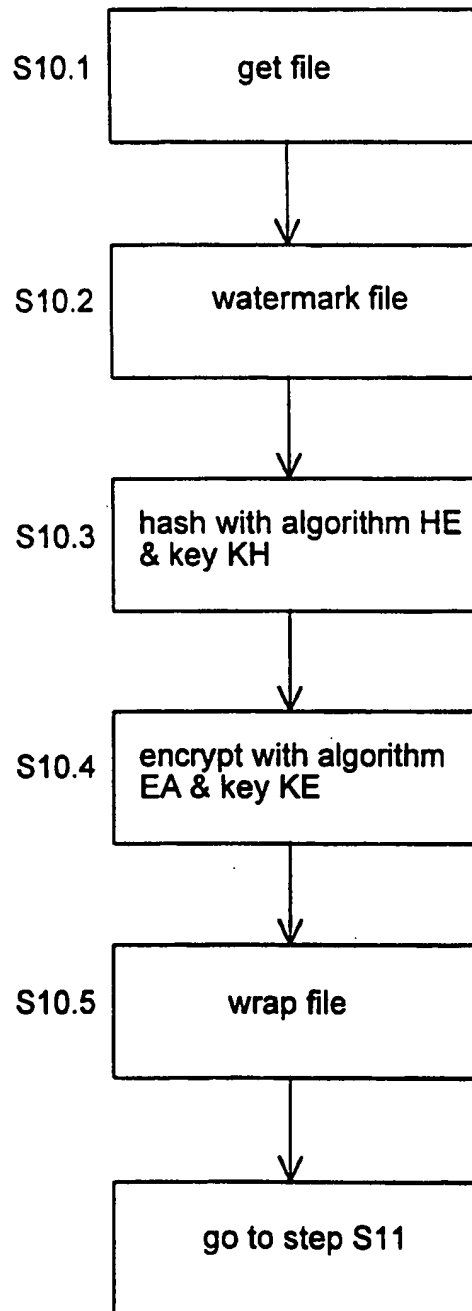 S10.1
get file
S10.2
watermark file
S10.3
hash with algorithm HE
& key KH
S10.4
encrypt with algorithm
EA & key KE
S10.5
wrap file
go to step S11